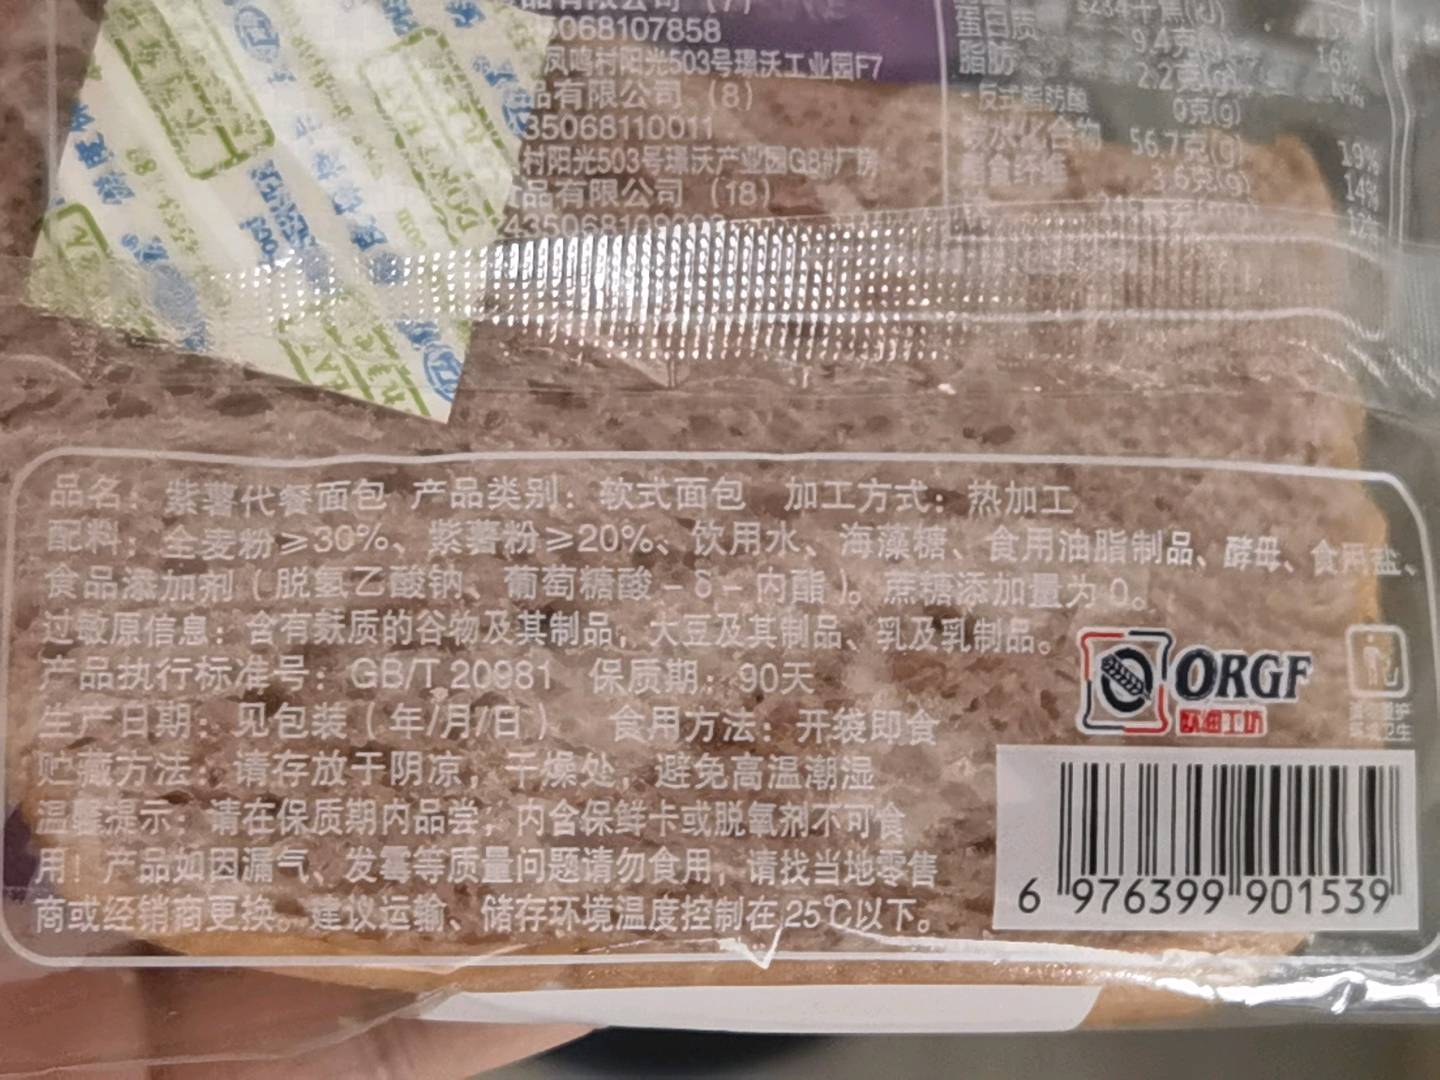 品有限公司（7）
5068107858
凤鸣村阳光503号璟沃工业园F7
品有限公司（8）
35068110011
村阳光503号璟沃产业园G8#厂房
食品有限公司（18）
蛋白质 9.4克(g) 16%
脂肪 2.2克(g) 4%
-反式脂肪酸 0克(g)
碳水化合物 56.7克(g) 19%
膳食纤维 3.6克(g) 14%
品名：紫薯代餐面包 产品类别：软式面包 加工方式：热加工
配料：全麦粉≥30%、紫薯粉≥20%、饮用水、海藻糖、食用油脂制品、酵母、食用盐、
食品添加剂（脱氢乙酸钠、葡萄糖酸-δ-内酯）。蔗糖添加量为0。
过敏原信息：含有麸质的谷物及其制品，大豆及其制品、乳及乳制品。
产品执行标准号：GB/T 20981 保质期：90天
生产日期：见包装（年/月/日） 食用方法：开袋即食
贮藏方法：请存放于阴凉，干燥处，避免高温潮湿
温馨提示：请在保质期内品尝，内含保鲜卡或脱氧剂不可食
用！产品如因漏气、发霉等质量问题请勿食用，请找当地零售
商或经销商更换。建议运输、储存环境温度控制在25℃以下。
ORGF
欧焙工坊
6 976399 901539